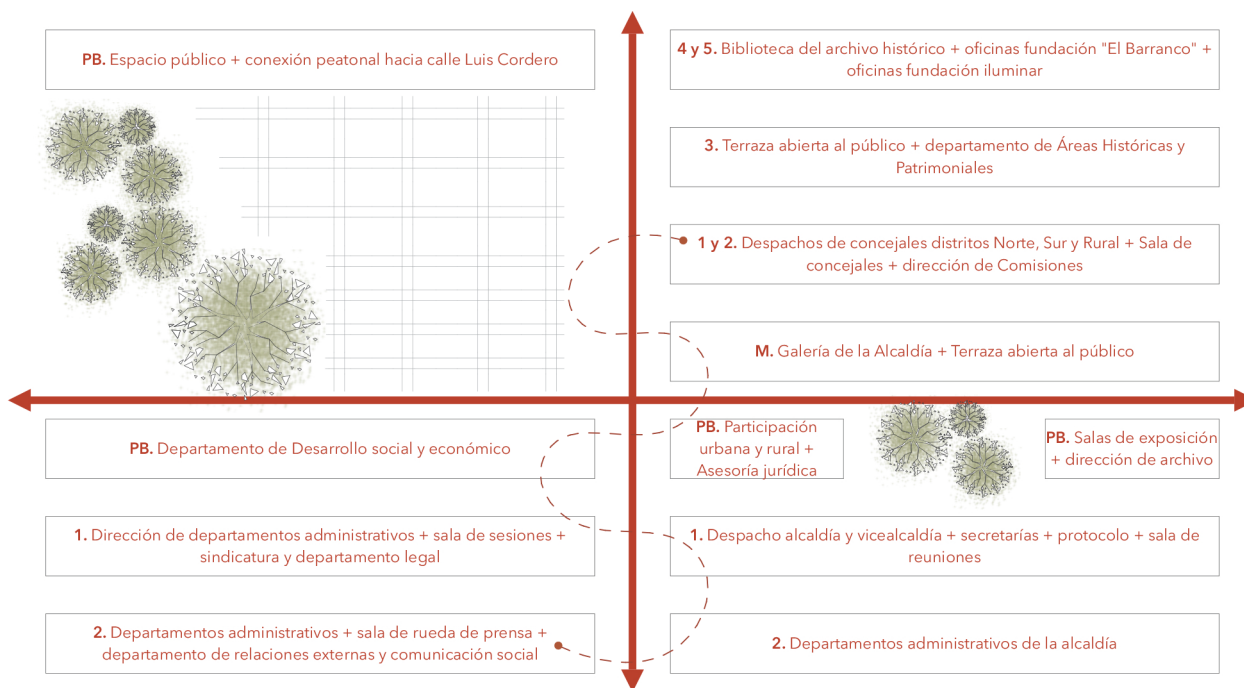 PB. Espacio público + conexión peatonal hacia calle Luis Cordero
4 y 5. Biblioteca del archivo histórico + oficinas fundación "El Barranco" +
oficinas fundación iluminar
3. Terraza abierta al público + departamento de Áreas Históricas y
Patrimoniales
1 y 2. Despachos de concejales distritos Norte, Sur y Rural + Sala de
concejales + dirección de Comisiones
M. Galería de la Alcaldía + Terraza abierta al público
PB. Departamento de Desarrollo social y económico
1. Dirección de departamentos administrativos + sala de sesiones +
sindicatura y departamento legal
2. Departamentos administrativos + sala de rueda de prensa +
departamento de relaciones externas y comunicación social
PB. Participación
urbana y rural +
Asesoría jurídica
PB. Salas de exposición
+ dirección de archivo
1. Despacho alcaldía y vicealcaldía + secretarías + protocolo + sala de
reuniones
2. Departamentos administrativos de la alcaldía